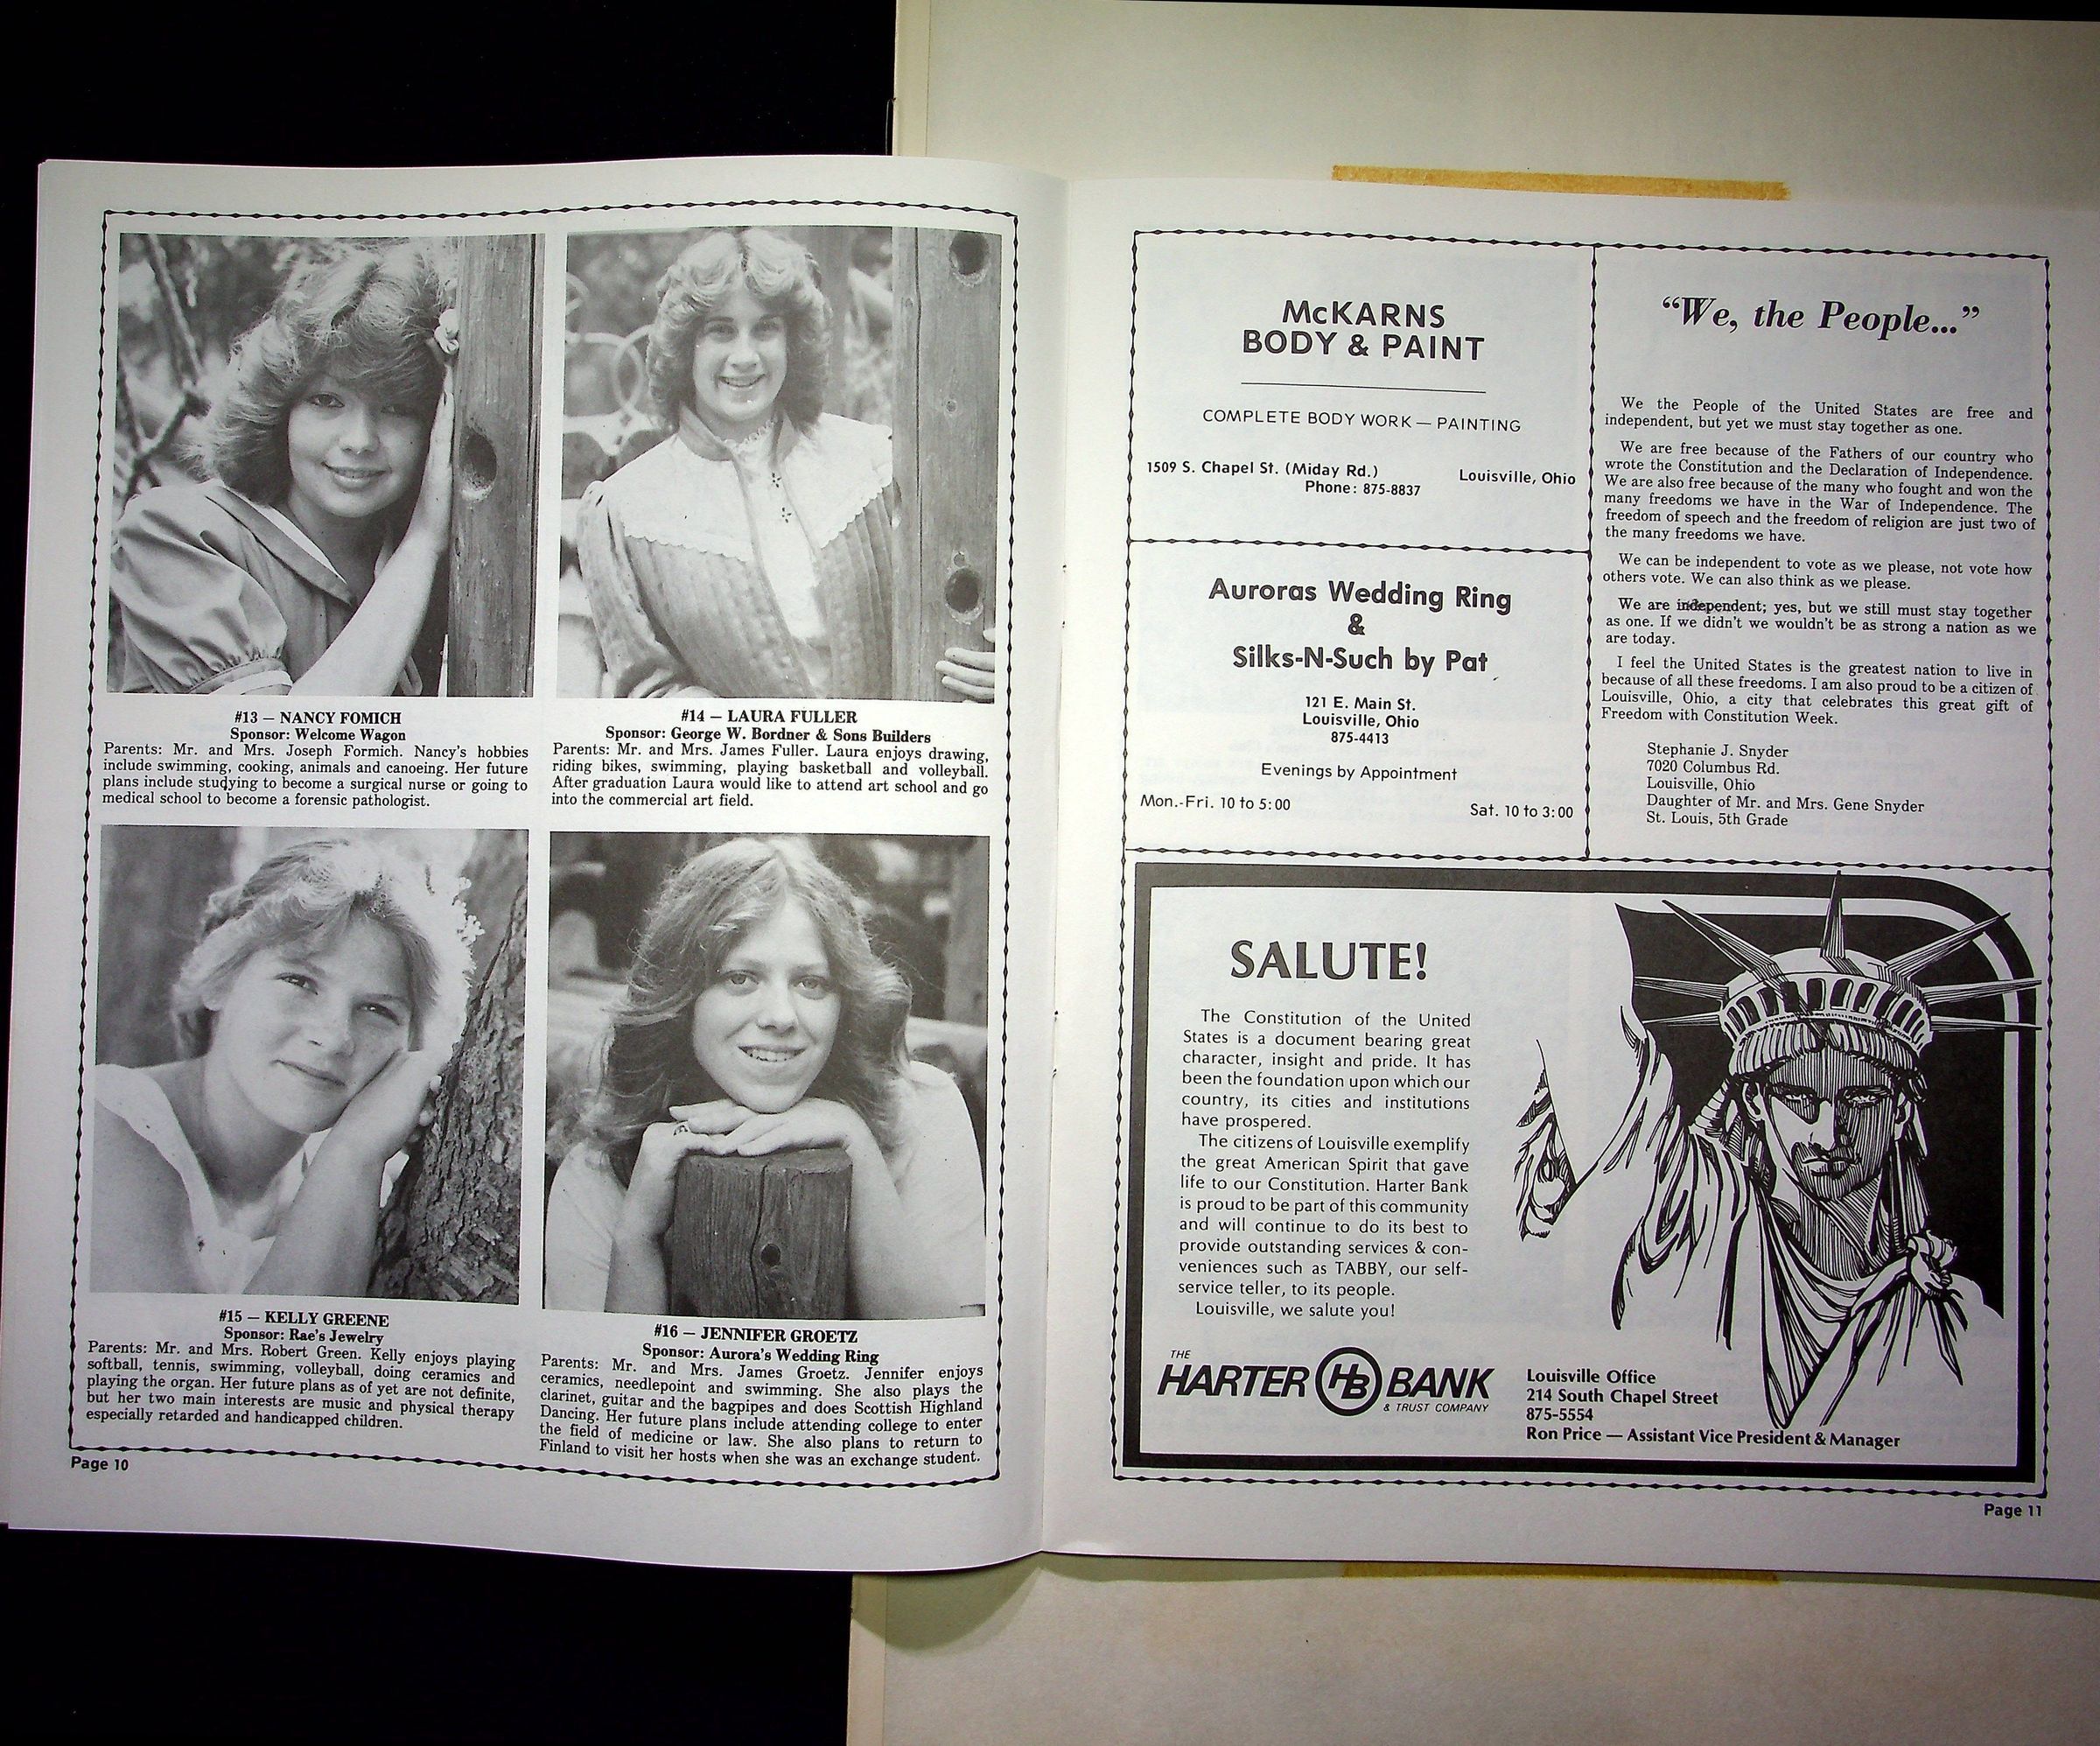 #13 — NANCY FOMICH
Sponsor: Welcome Wagon
Parents: Mr. and Mrs. Joseph Formich. Nancy's hobbies
include swimming, cooking, animals and canoeing. Her future
plans include studying to become a surgical nurse or going to
medical school to become a forensic pathologist.
#14 — LAURA FULLER
Sponsor: George W. Bordner & Sons Builders
Parents: Mr. and Mrs. James Fuller. Laura enjoys drawing,
riding bikes, swimming, playing basketball and volleyball.
After graduation Laura would like to attend art school and go
into the commercial art field.
#15 — KELLY GREENE
Sponsor: Rae's Jewelry
Parents: Mr. and Mrs. Robert Green. Kelly enjoys playing
softball, tennis, swimming, volleyball, doing ceramics and
playing the organ. Her future plans as of yet are not definite,
but her two main interests are music and physical therapy
especially retarded and handicapped children.
#16 — JENNIFER GROETZ
Sponsor: Aurora's Wedding Ring
Parents: Mr. and Mrs. James Groetz. Jennifer enjoys
ceramics, needlepoint and swimming. She also plays the
clarinet, guitar and the bagpipes and does Scottish Highland
Dancing. Her future plans include attending college to enter
the field of medicine or law. She also plans to return to
Finland to visit her hosts when she was an exchange student.
Page 10
McKARNS
BODY & PAINT
COMPLETE BODY WORK — PAINTING
1509 S. Chapel St. (Miday Rd.) Louisville, Ohio
Phone: 875-8837
Auroras Wedding Ring
&
Silks-N-Such by Pat
121 E. Main St.
Louisville, Ohio
875-4413
Evenings by Appointment
Mon.-Fri. 10 to 5:00 Sat. 10 to 3:00
"We, the People..."
We the People of the United States are free and
independent, but yet we must stay together as one.
We are free because of the Fathers of our country who
wrote the Constitution and the Declaration of Independence.
We are also free because of the many who fought and won the
many freedoms we have in the War of Independence. The
freedom of speech and the freedom of religion are just two of
the many freedoms we have.
We can be independent to vote as we please, not vote how
others vote. We can also think as we please.
We are independent; yes, but we still must stay together
as one. If we didn't we wouldn't be as strong a nation as we
are today.
I feel the United States is the greatest nation to live in
because of all these freedoms. I am also proud to be a citizen of
Louisville, Ohio, a city that celebrates this great gift of
Freedom with Constitution Week.
Stephanie J. Snyder
7020 Columbus Rd.
Louisville, Ohio
Daughter of Mr. and Mrs. Gene Snyder
St. Louis, 5th Grade
SALUTE!
The Constitution of the United
States is a document bearing great
character, insight and pride. It has
been the foundation upon which our
country, its cities and institutions
have prospered.
The citizens of Louisville exemplify
the great American Spirit that gave
life to our Constitution. Harter Bank
is proud to be part of this community
and will continue to do its best to
provide outstanding services & con-
veniences such as TABBY, our self-
service teller, to its people.
Louisville, we salute you!
THE
HARTER HB BANK
& TRUST COMPANY
Louisville Office
214 South Chapel Street
875-5554
Ron Price — Assistant Vice President & Manager
Page 11